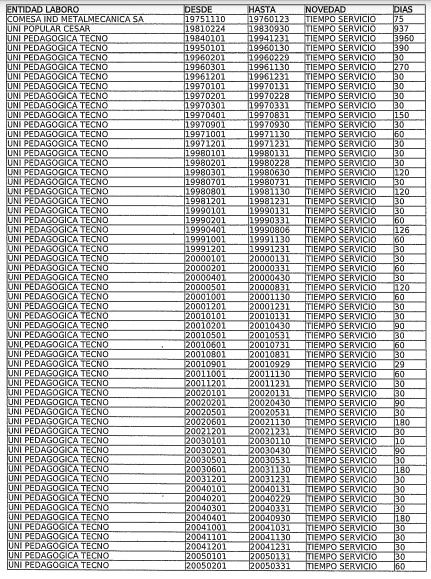 ENTIDAD LABORO DESDE HASTA NOVEDAD DIAS
COMESA IND METALMECANICA SA 19751110 19760123 TIEMPO SERVICIO 75
UNI POPULAR CESAR 19810224 19830930 TIEMPO SERVICIO 937
UNI PEDAGOGICA TECNO 19840101 19941231 TIEMPO SERVICIO 3960
UNI PEDAGOGICA TECNO 19950101 19960130 TIEMPO SERVICIO 390
UNI PEDAGOGICA TECNO 19960201 19960229 TIEMPO SERVICIO 30
UNI PEDAGOGICA TECNO 19960301 19961130 TIEMPO SERVICIO 270
UNI PEDAGOGICA TECNO 19961201 19961231 TIEMPO SERVICIO 30
UNI PEDAGOGICA TECNO 19970101 19970131 TIEMPO SERVICIO 30
UNI PEDAGOGICA TECNO 19970201 19970228 TIEMPO SERVICIO 30
UNI PEDAGOGICA TECNO 19970301 19970331 TIEMPO SERVICIO 30
UNI PEDAGOGICA TECNO 19970401 19970831 TIEMPO SERVICIO 150
UNI PEDAGOGICA TECNO 19970901 19970930 TIEMPO SERVICIO 30
UNI PEDAGOGICA TECNO 19971001 19971130 TIEMPO SERVICIO 60
UNI PEDAGOGICA TECNO 19971201 19971231 TIEMPO SERVICIO 30
UNI PEDAGOGICA TECNO 19980101 19980131 TIEMPO SERVICIO 30
UNI PEDAGOGICA TECNO 19980201 19980228 TIEMPO SERVICIO 30
UNI PEDAGOGICA TECNO 19980301 19980630 TIEMPO SERVICIO 120
UNI PEDAGOGICA TECNO 19980701 19980731 TIEMPO SERVICIO 30
UNI PEDAGOGICA TECNO 19980801 19981130 TIEMPO SERVICIO 120
UNI PEDAGOGICA TECNO 19981201 19981231 TIEMPO SERVICIO 30
UNI PEDAGOGICA TECNO 19990101 19990131 TIEMPO SERVICIO 30
UNI PEDAGOGICA TECNO 19990201 19990331 TIEMPO SERVICIO 60
UNI PEDAGOGICA TECNO 19990401 19990806 TIEMPO SERVICIO 126
UNI PEDAGOGICA TECNO 19991001 19991130 TIEMPO SERVICIO 60
UNI PEDAGOGICA TECNO 19991201 19991231 TIEMPO SERVICIO 30
UNI PEDAGOGICA TECNO 20000101 20000131 TIEMPO SERVICIO 30
UNI PEDAGOGICA TECNO 20000201 20000331 TIEMPO SERVICIO 60
UNI PEDAGOGICA TECNO 20000401 20000430 TIEMPO SERVICIO 30
UNI PEDAGOGICA TECNO 20000501 20000831 TIEMPO SERVICIO 120
UNI PEDAGOGICA TECNO 20001001 20001130 TIEMPO SERVICIO 60
UNI PEDAGOGICA TECNO 20001201 20001231 TIEMPO SERVICIO 30
UNI PEDAGOGICA TECNO 20010101 20010131 TIEMPO SERVICIO 30
UNI PEDAGOGICA TECNO 20010201 20010430 TIEMPO SERVICIO 90
UNI PEDAGOGICA TECNO 20010501 20010531 TIEMPO SERVICIO 30
UNI PEDAGOGICA TECNO 20010601 20010731 TIEMPO SERVICIO 60
UNI PEDAGOGICA TECNO 20010801 20010831 TIEMPO SERVICIO 30
UNI PEDAGOGICA TECNO 20010901 20010929 TIEMPO SERVICIO 29
UNI PEDAGOGICA TECNO 20011001 20011130 TIEMPO SERVICIO 60
UNI PEDAGOGICA TECNO 20011201 20011231 TIEMPO SERVICIO 30
UNI PEDAGOGICA TECNO 20020101 20020131 TIEMPO SERVICIO 30
UNI PEDAGOGICA TECNO 20020201 20020430 TIEMPO SERVICIO 90
UNI PEDAGOGICA TECNO 20020501 20020531 TIEMPO SERVICIO 30
UNI PEDAGOGICA TECNO 20020601 20021130 TIEMPO SERVICIO 180
UNI PEDAGOGICA TECNO 20021201 20021231 TIEMPO SERVICIO 30
UNI PEDAGOGICA TECNO 20030101 20030110 TIEMPO SERVICIO 10
UNI PEDAGOGICA TECNO 20030201 20030430 TIEMPO SERVICIO 90
UNI PEDAGOGICA TECNO 20030501 20030531 TIEMPO SERVICIO 30
UNI PEDAGOGICA TECNO 20030601 20031130 TIEMPO SERVICIO 180
UNI PEDAGOGICA TECNO 20031201 20031231 TIEMPO SERVICIO 30
UNI PEDAGOGICA TECNO 20040101 20040131 TIEMPO SERVICIO 30
UNI PEDAGOGICA TECNO 20040201 20040229 TIEMPO SERVICIO 30
UNI PEDAGOGICA TECNO 20040301 20040331 TIEMPO SERVICIO 30
UNI PEDAGOGICA TECNO 20040401 20040930 TIEMPO SERVICIO 180
UNI PEDAGOGICA TECNO 20041001 20041031 TIEMPO SERVICIO 30
UNI PEDAGOGICA TECNO 20041101 20041130 TIEMPO SERVICIO 30
UNI PEDAGOGICA TECNO 20041201 20041231 TIEMPO SERVICIO 30
UNI PEDAGOGICA TECNO 20050101 20050131 TIEMPO SERVICIO 30
UNI PEDAGOGICA TECNO 20050201 20050331 TIEMPO SERVICIO 60